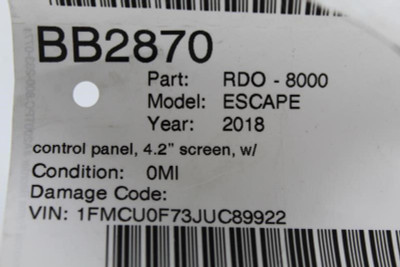 BB2870
Part: RDO - 8000
Model: ESCAPE
Year: 2018
control panel, 4.2" screen, w/
Condition: 0MI
Damage Code:
VIN: 1FMCU0F73JUC89922